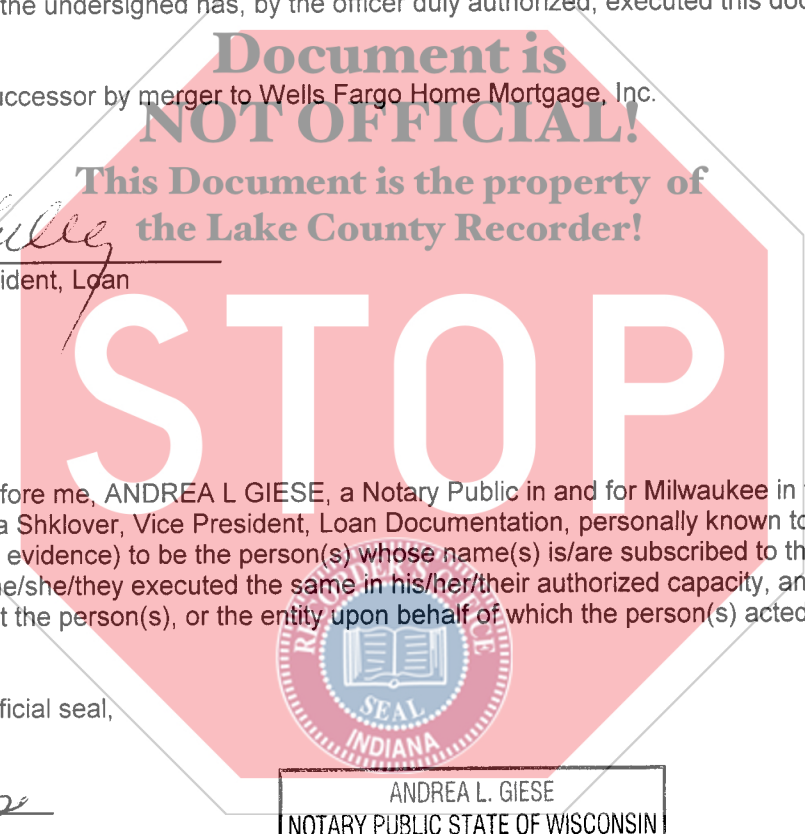 the undersigned has, by the officer duly authorized, executed this doc
Document is
uccessor by merger to Wells Fargo Home Mortgage, Inc.
NOT OFFICIAL!
This Document is the property of
the Lake County Recorder!
ident, Loan
STOP
fore me, ANDREA L GIESE, a Notary Public in and for Milwaukee in
a Shklover, Vice President, Loan Documentation, personally known to
evidence) to be the person(s) whose name(s) is/are subscribed to th
e/she/they executed the same in his/her/their authorized capacity, an
t the person(s), or the entity upon behalf of which the person(s) acted
RECORDER'S OFFICE
SEAL
INDIANA
ficial seal,
ANDREA L. GIESE
NOTARY PUBLIC STATE OF WISCONSIN